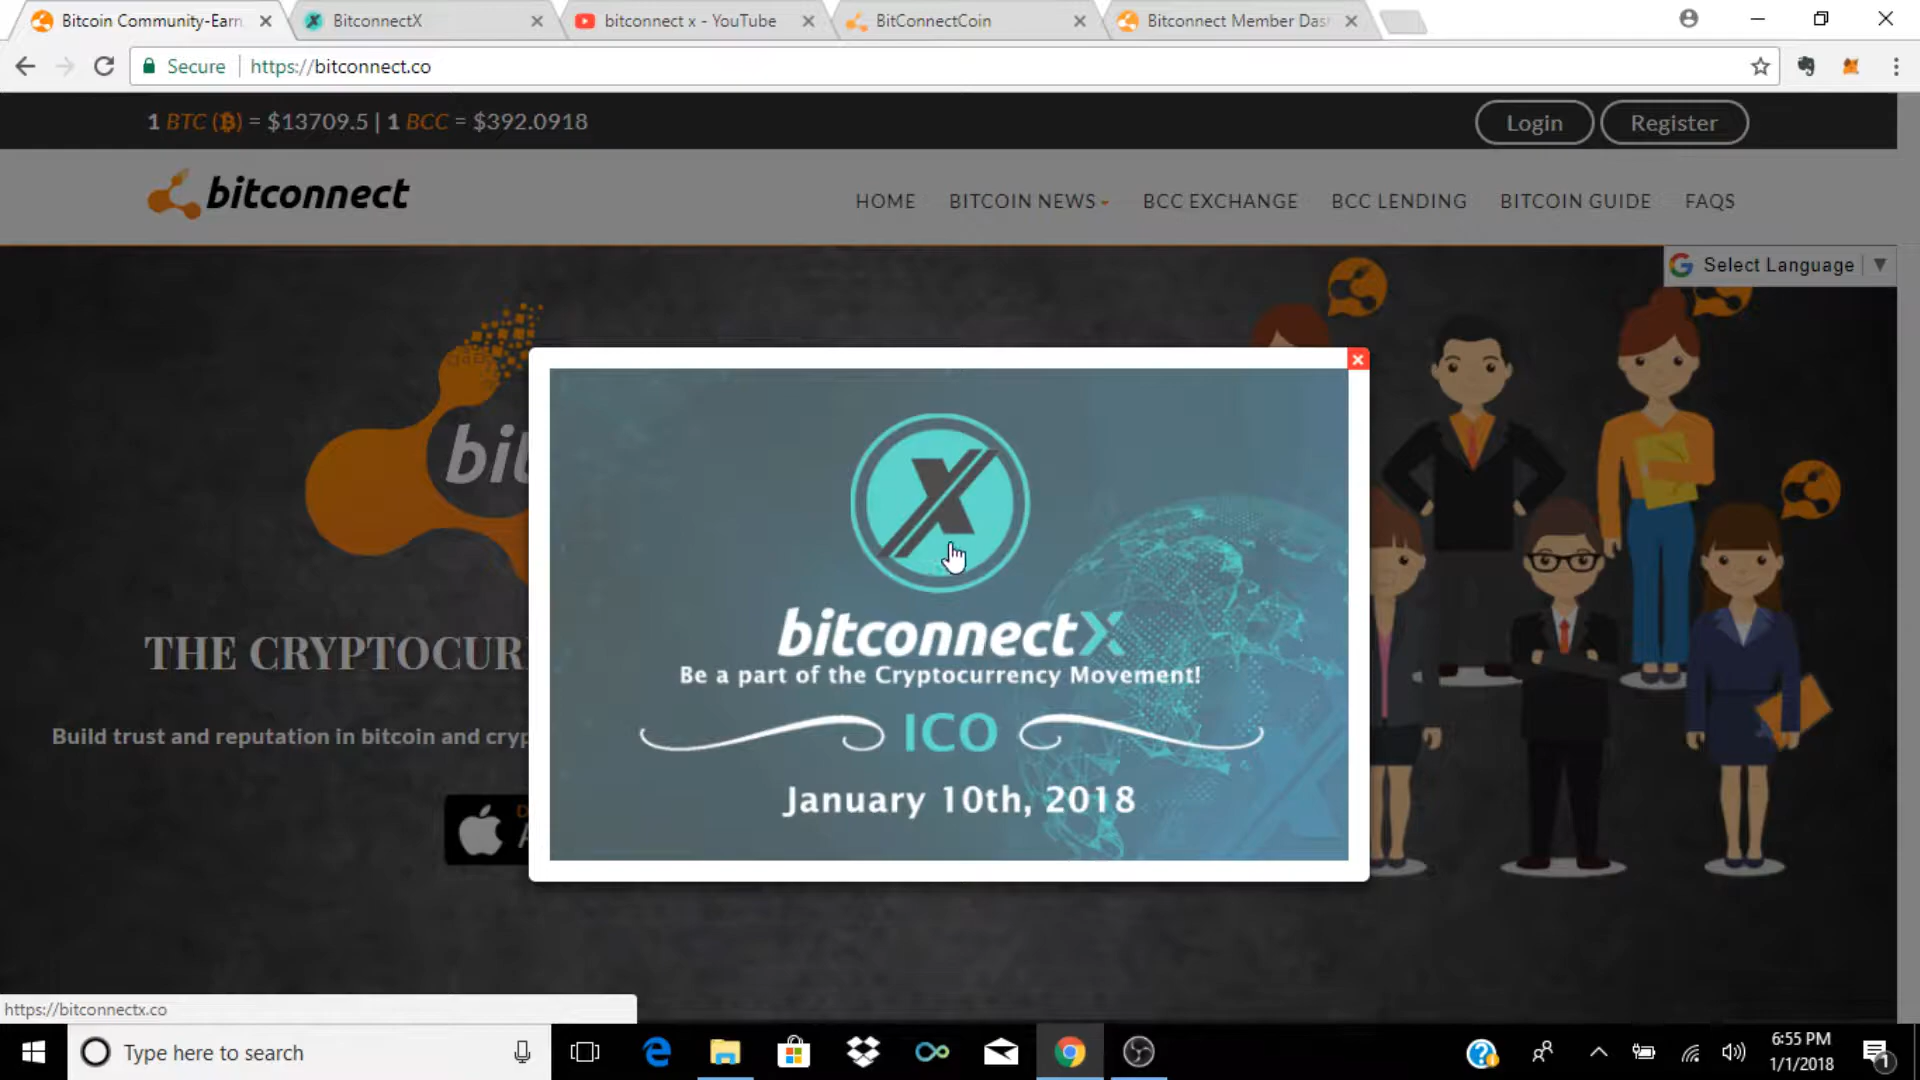 Bitcoin Community-Earn
BitconnectX
bitconnect x - YouTube
BitConnectCoin
Bitconnect Member Das
Secure
https://bitconnect.co
1 BTC (₿) = $13709.5 | 1 BCC = $392.0918
Login
Register
bitconnect
HOME
BITCOIN NEWS
BCC EXCHANGE
BCC LENDING
BITCOIN GUIDE
FAQS
Select Language
bit
X
bitconnectX
THE CRYPTOCUR
Be a part of the Cryptocurrency Movement!
ICO
Build trust and reputation in bitcoin and cryp
January 10th, 2018
https://bitconnectx.co
Type here to search
6:55 PM
1/1/2018
1